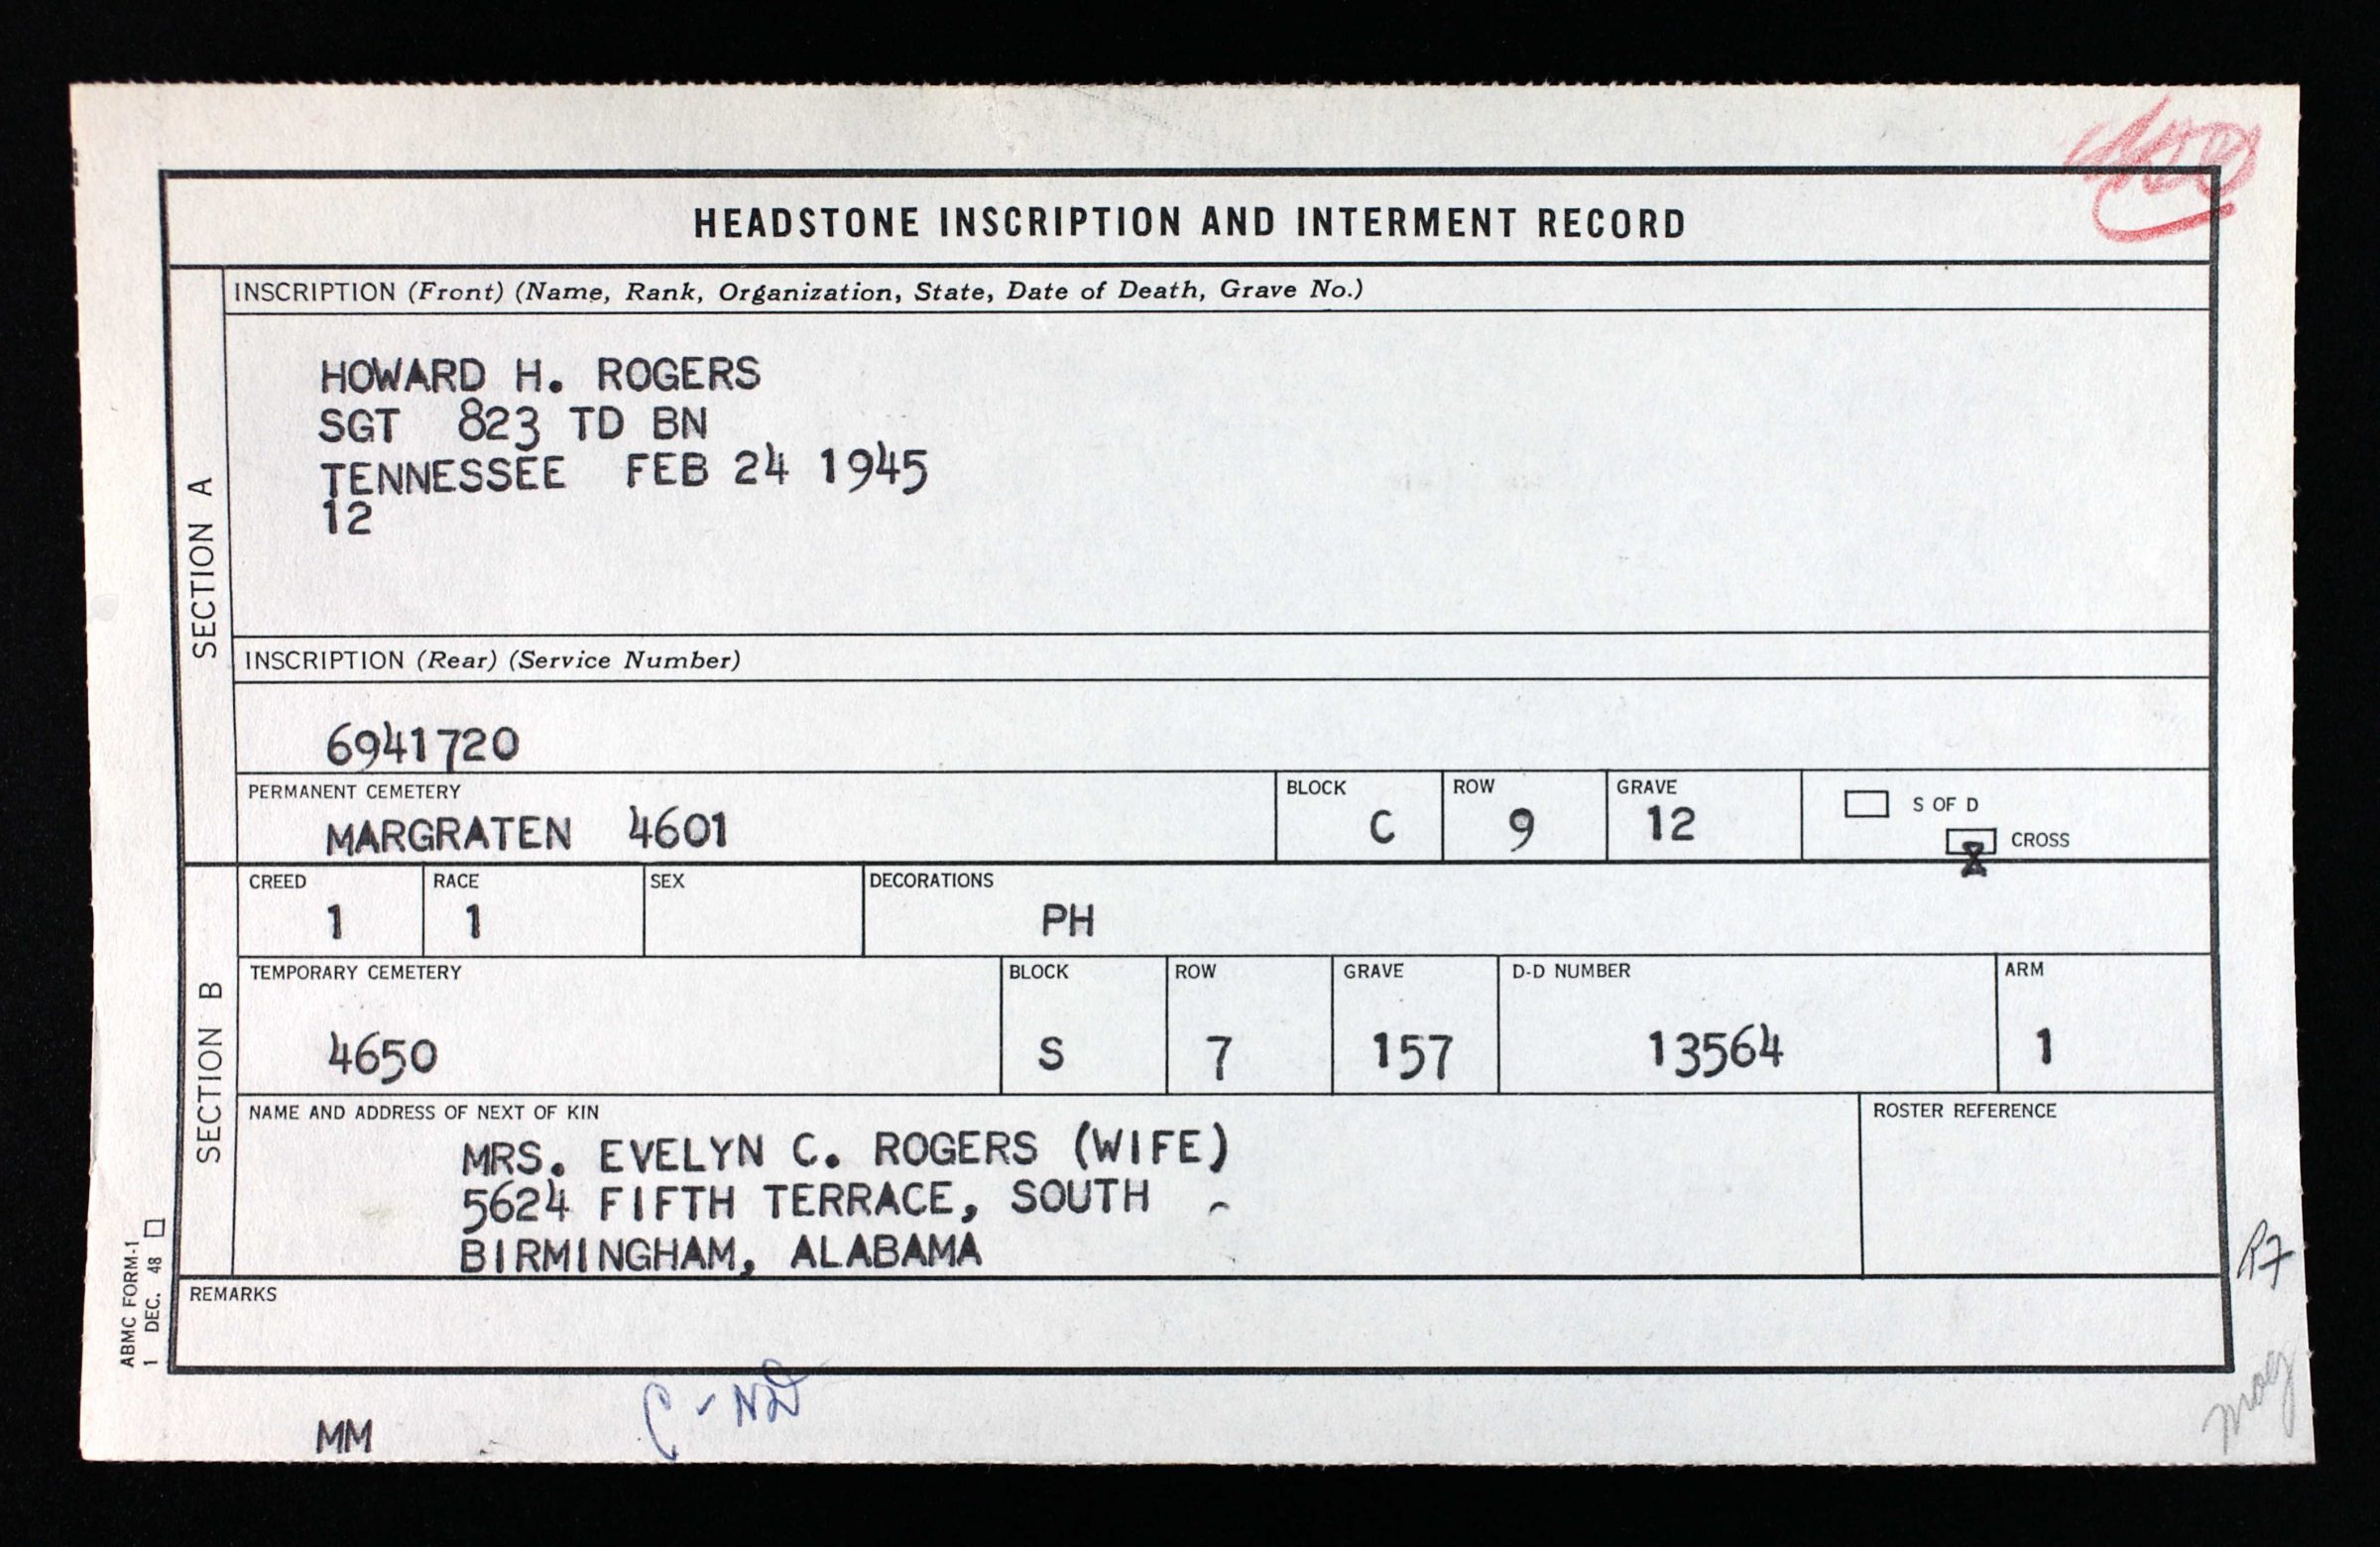 HEADSTONE INSCRIPTION AND INTERMENT RECORD
SECTION A
INSCRIPTION (Front) (Name, Rank, Organization, State, Date of Death, Grave No.)
HOWARD H. ROGERS
SGT 823 TD BN
TENNESSEE FEB 24 1945
12
INSCRIPTION (Rear) (Service Number)
6941720
PERMANENT CEMETERY
MARGRATEN 4601
BLOCK
C
ROW
9
GRAVE
12
S OF D
X CROSS
SECTION B
CREED
1
RACE
1
SEX
DECORATIONS
PH
TEMPORARY CEMETERY
4650
BLOCK
S
ROW
7
GRAVE
157
D-D NUMBER
13564
ARM
1
NAME AND ADDRESS OF NEXT OF KIN
MRS. EVELYN C. ROGERS (WIFE)
5624 FIFTH TERRACE, SOUTH
BIRMINGHAM, ALABAMA
ROSTER REFERENCE
REMARKS
ABMC FORM-1
1 DEC. 48
MM